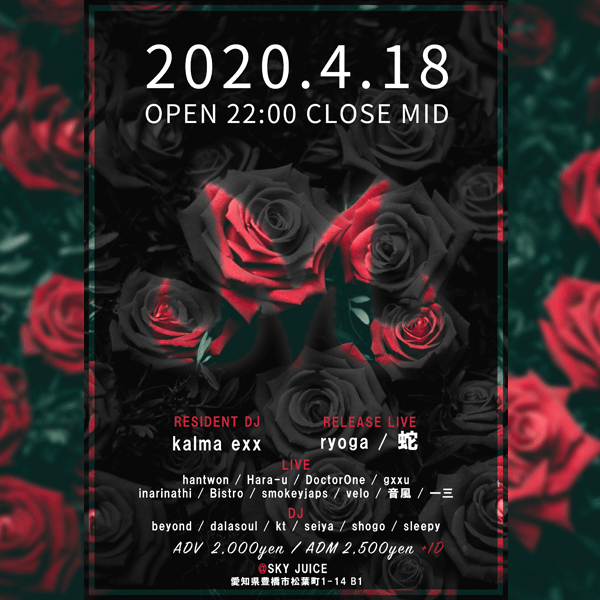 2020.4.18
OPEN 22:00 CLOSE MID
RESIDENT DJ
kalma exx
RELEASE LIVE
ryoga / 蛇
LIVE
hantwon / Hara-u / DoctorOne / gxxu
inarinathi / Bistro / smokeyjaps / velo / 音風 / 一三
DJ
beyond / dalasoul / kt / seiya / shogo / sleepy
ADV 2,000yen / ADM 2,500yen +1D
@SKY JUICE
愛知県豊橋市松葉町1-14 B1